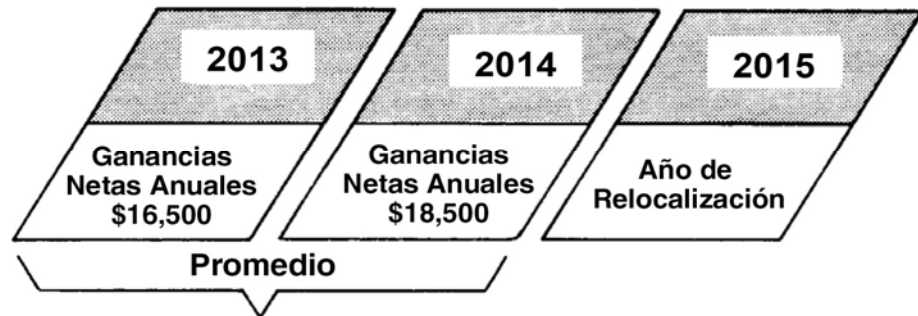 2013
Ganancias
Netas Anuales
$16,500
2014
Ganancias
Netas Anuales
$18,500
2015
Año de
Relocalización
Promedio